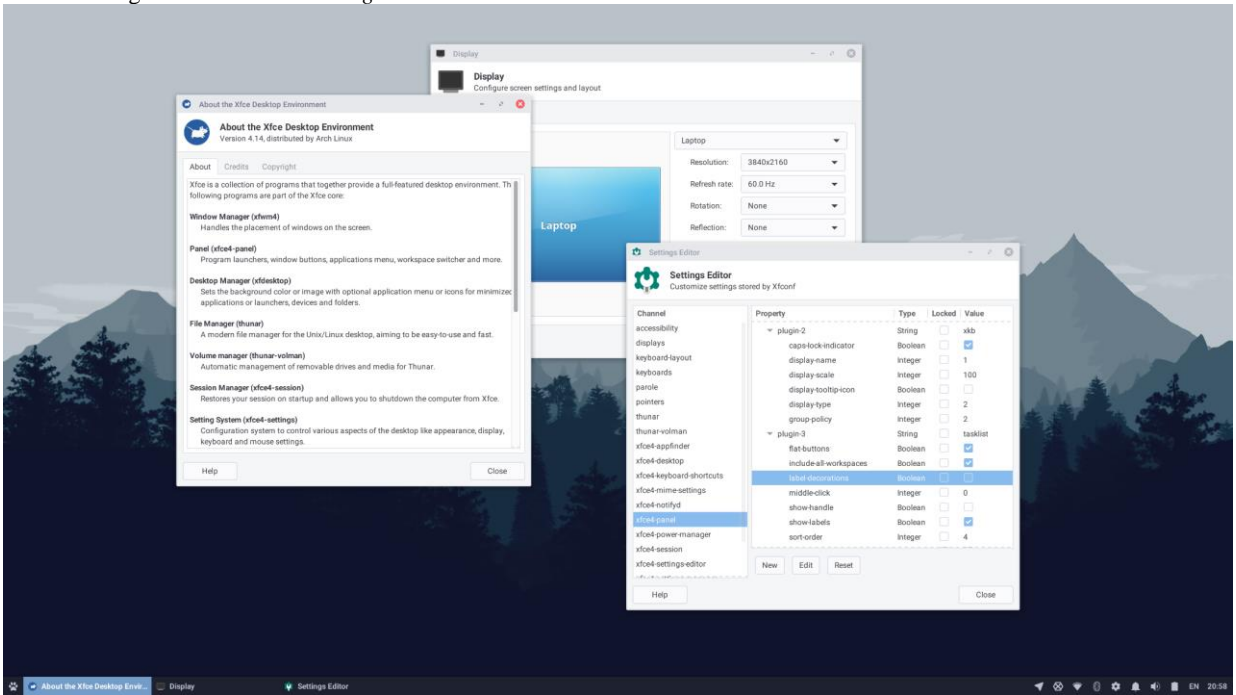 Display
Display
Configure screen settings and layout
Laptop
Resolution: 3840x2160
Refresh rate: 60.0 Hz
Rotation: None
Reflection: None
Laptop
About the Xfce Desktop Environment
About the Xfce Desktop Environment
Version 4.14, distributed by Arch Linux
About Credits Copyright
Xfce is a collection of programs that together provide a full-featured desktop environment. Th
following programs are part of the Xfce core:
Window Manager (xfwm4)
Handles the placement of windows on the screen.
Panel (xfce4-panel)
Program launchers, window buttons, applications menu, workspace switcher and more.
Desktop Manager (xfdesktop)
Sets the background color or image with optional application menu or icons for minimized
applications or launchers, devices and folders.
File Manager (thunar)
A modern file manager for the Unix/Linux desktop, aiming to be easy-to-use and fast.
Volume manager (thunar-volman)
Automatic management of removable drives and media for Thunar.
Session Manager (xfce4-session)
Restores your session on startup and allows you to shutdown the computer from Xfce.
Setting System (xfce4-settings)
Configuration system to control various aspects of the desktop like appearance, display,
keyboard and mouse settings.
Help Close
Settings Editor
Settings Editor
Customize settings stored by Xfconf
Channel
accessibility
displays
keyboard-layout
keyboards
parole
pointers
thunar
thunar-volman
xfce4-appfinder
xfce4-desktop
xfce4-keyboard-shortcuts
xfce4-mime-settings
xfce4-notifyd
xfce4-panel
xfce4-power-manager
xfce4-session
xfce4-settings-editor
Property Type Locked Value
plugin-2 String xkb
caps-lock-indicator Boolean
display-name Integer 1
display-scale Integer 100
display-tooltip-icon Boolean
display-type Integer 2
group-policy Integer 2
plugin-3 String tasklist
flat-buttons Boolean
include-all-workspaces Boolean
label-decorations Boolean
middle-click Integer 0
show-handle Boolean
show-labels Boolean
sort-order Integer 4
New Edit Reset
Help Close
About the Xfce Desktop Envir... Display Settings Editor EN 20:58